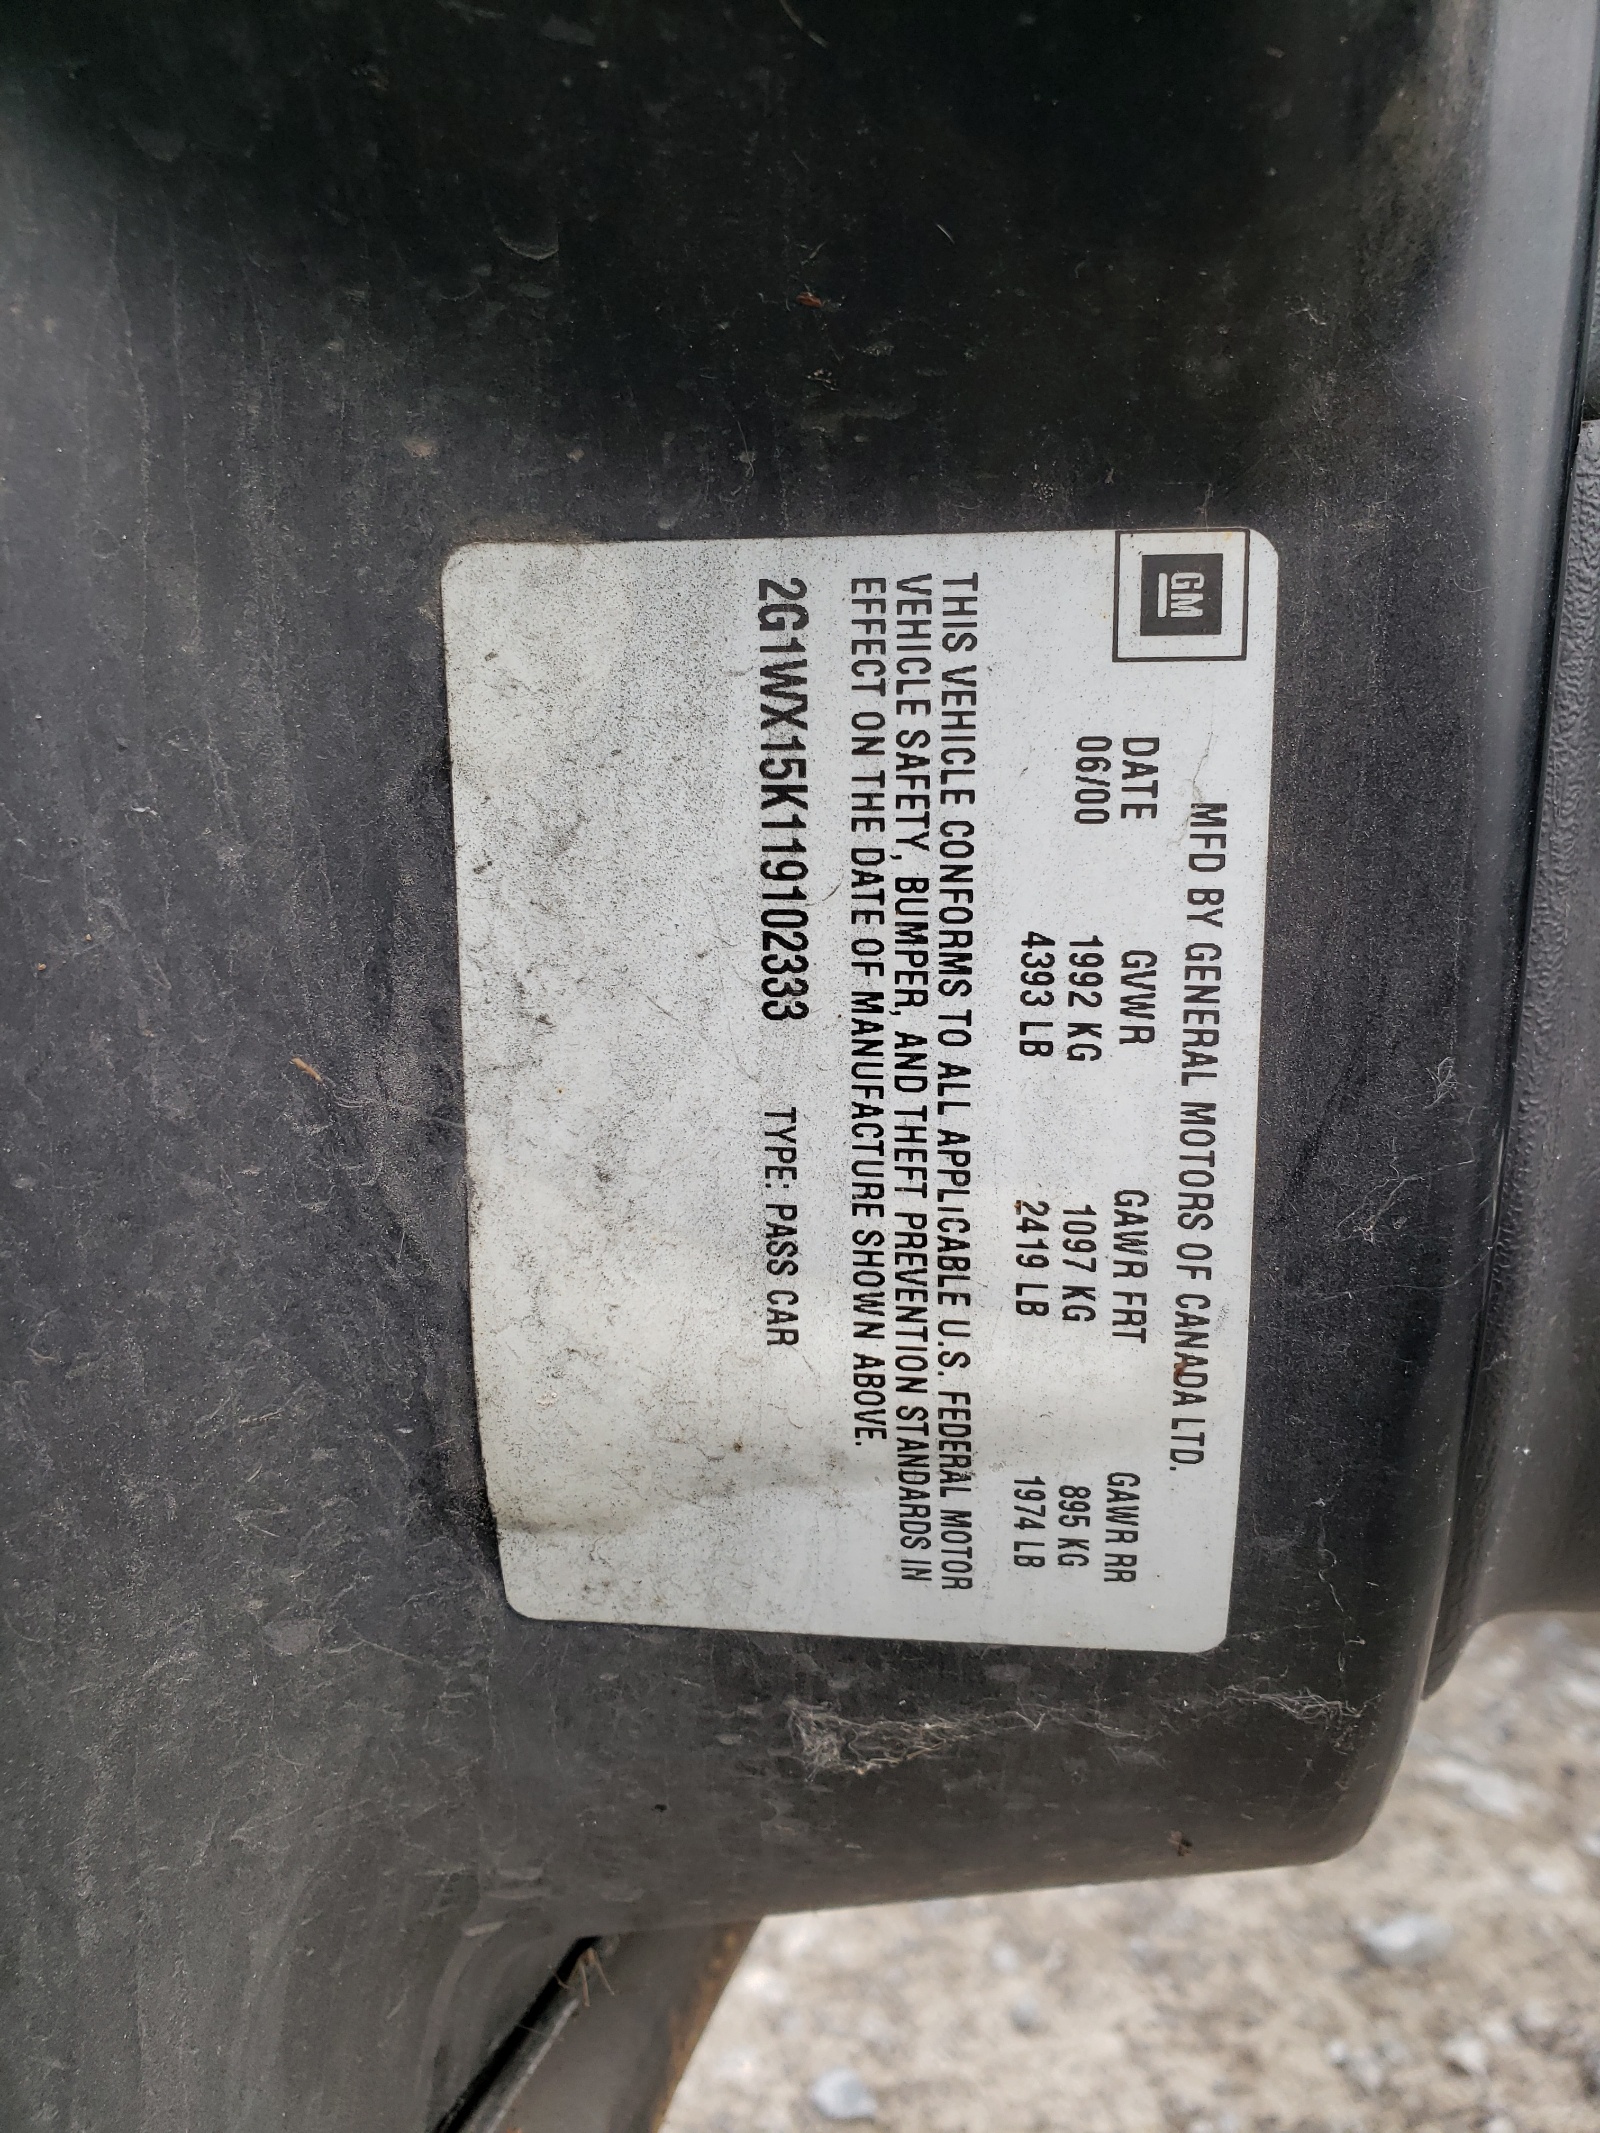 GM
MFD BY GENERAL MOTORS OF CANADA LTD.
DATE GVWR GAWR FRT GAWR RR
06/00 1992 KG 1097 KG 895 KG
4393 LB 2419 LB 1974 LB
THIS VEHICLE CONFORMS TO ALL APPLICABLE U.S. FEDERAL MOTOR
VEHICLE SAFETY, BUMPER, AND THEFT PREVENTION STANDARDS IN
EFFECT ON THE DATE OF MANUFACTURE SHOWN ABOVE.
2G1WX15K119102333 TYPE: PASS CAR